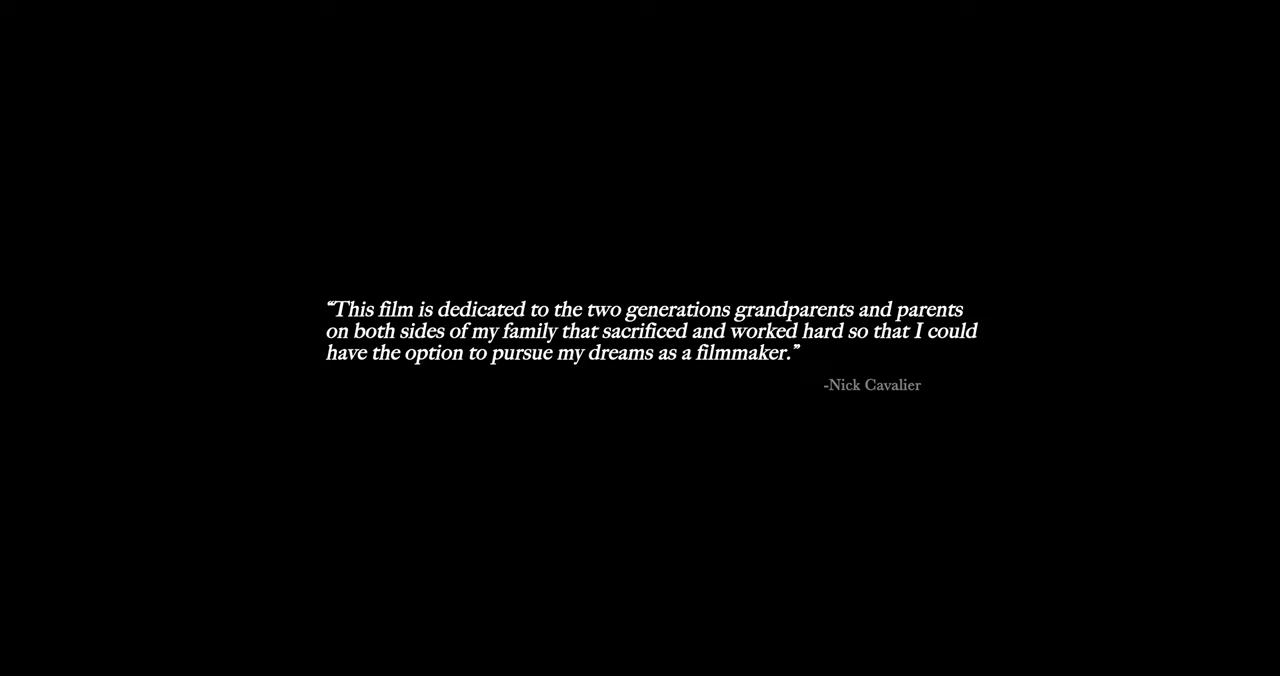 “This film is dedicated to the two generations grandparents and parents
on both sides of my family that sacrificed and worked hard so that I could
have the option to pursue my dreams as a filmmaker.”
-Nick Cavalier